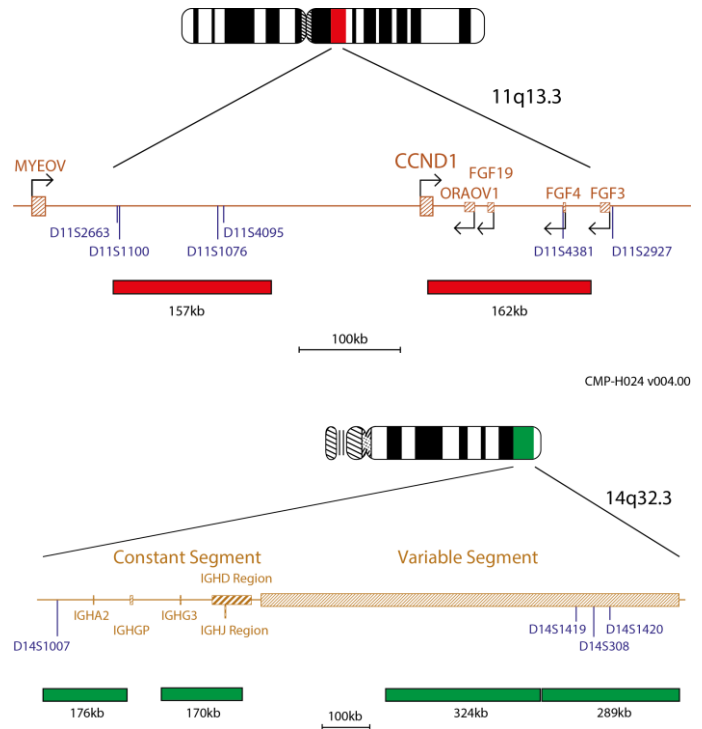 11q13.3
MYEOV
CCND1
FGF19
ORAOV1
FGF4
FGF3
D11S2663
D11S4095
D11S1100
D11S1076
D11S4381
D11S2927
157kb
162kb
100kb
CMP-H024 v004.00
14q32.3
Constant Segment
Variable Segment
IGHD Region
IGHA2
IGHG3
IGHGP
IGHJ Region
D14S1007
D14S1419
D14S1420
D14S308
176kb
170kb
100kb
324kb
289kb